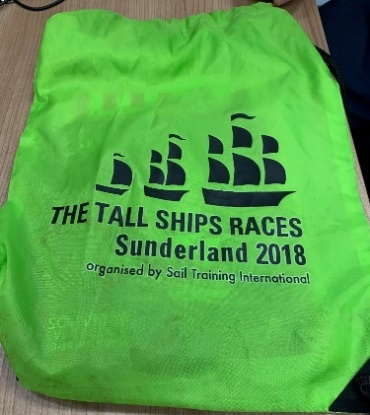 THE TALL SHIPS RACES
Sunderland 2018
organised by Sail Training International